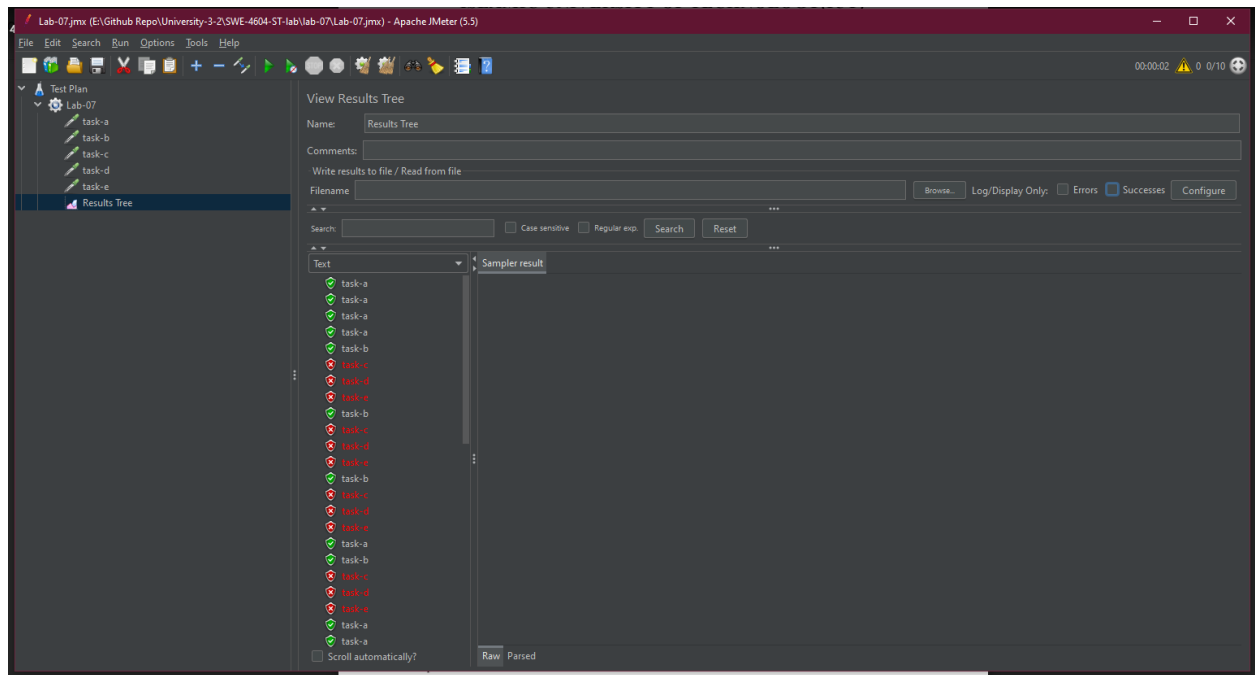 Lab-07.jmx (E:\Github Repo\University-3-2\SWE-4604-ST-lab\lab-07\Lab-07.jmx) - Apache JMeter (5.5)
File Edit Search Run Options Tools Help
00:00:02 0 0/10
Test Plan
Lab-07
task-a
task-b
task-c
task-d
task-e
Results Tree
View Results Tree
Name: Results Tree
Comments:
Write results to file / Read from file
Filename Browse... Log/Display Only: Errors Successes Configure
Search: Case sensitive Regular exp. Search Reset
Text
Sampler result
task-a
task-a
task-a
task-a
task-b
task-c
task-d
task-e
task-b
task-c
task-d
task-e
task-b
task-c
task-d
task-e
task-a
task-b
task-c
task-d
task-e
task-a
task-a
Scroll automatically?
Raw Parsed